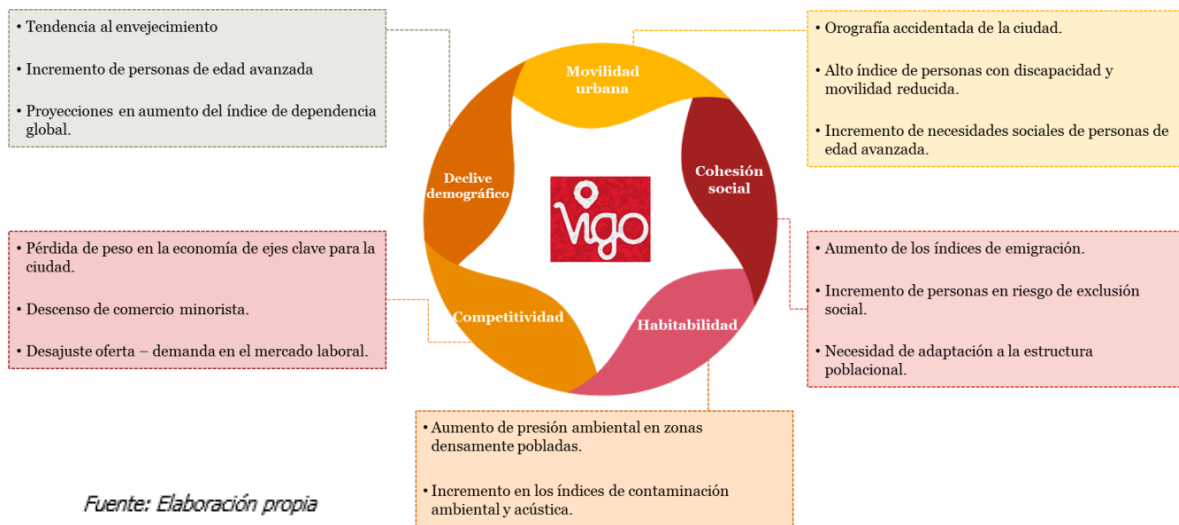 • Tendencia al envejecimiento
• Incremento de personas de edad avanzada
• Proyecciones en aumento del índice de dependencia
global.
Movilidad
urbana
• Orografía accidentada de la ciudad.
• Alto índice de personas con discapacidad y
movilidad reducida.
• Incremento de necesidades sociales de personas de
edad avanzada.
Declive
demográfico
vigo
Cohesión
social
• Pérdida de peso en la economía de ejes clave para la
ciudad.
• Descenso de comercio minorista.
• Desajuste oferta – demanda en el mercado laboral.
Competitividad
Habitabilidad
• Aumento de los índices de emigración.
• Incremento de personas en riesgo de exclusión
social.
• Necesidad de adaptación a la estructura
poblacional.
• Aumento de presión ambiental en zonas
densamente pobladas.
• Incremento en los índices de contaminación
ambiental y acústica.
Fuente: Elaboración propia